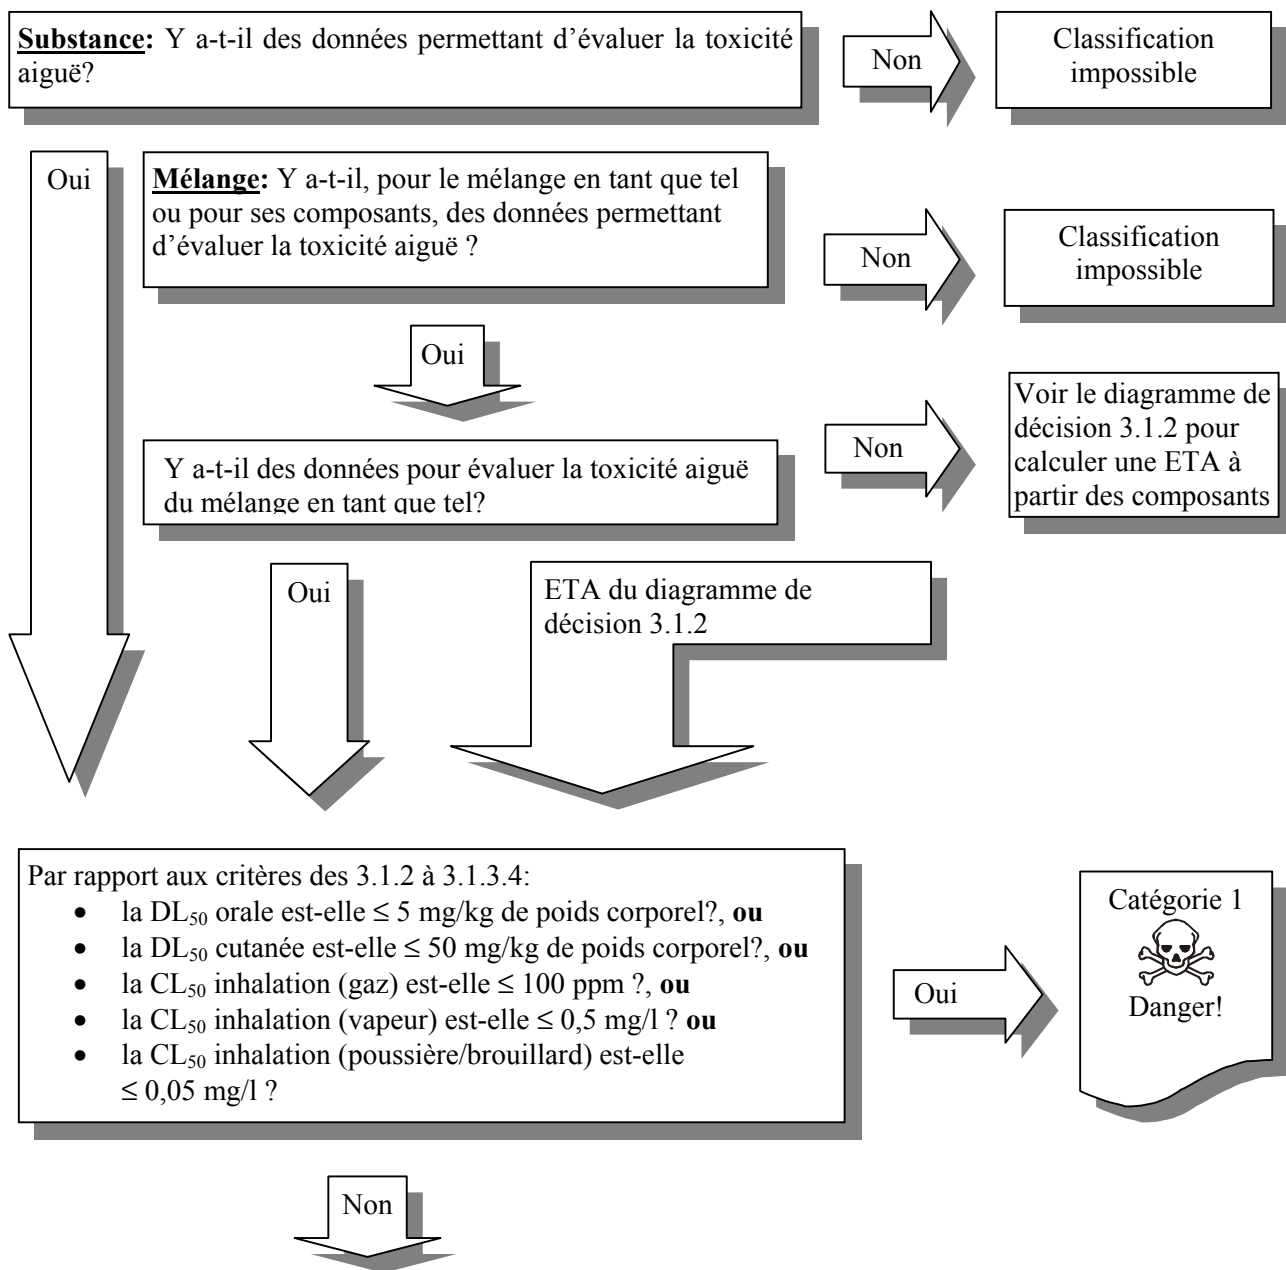 Substance: Y a-t-il des données permettant d’évaluer la toxicité
aiguë?
Non
Classification
impossible
Oui
Mélange: Y a-t-il, pour le mélange en tant que tel
ou pour ses composants, des données permettant
d’évaluer la toxicité aiguë ?
Non
Classification
impossible
Oui
Y a-t-il des données pour évaluer la toxicité aiguë
du mélange en tant que tel?
Non
Voir le diagramme de
décision 3.1.2 pour
calculer une ETA à
partir des composants
Oui
ETA du diagramme de
décision 3.1.2
Par rapport aux critères des 3.1.2 à 3.1.3.4:
• la DL50 orale est-elle ≤ 5 mg/kg de poids corporel?, ou
• la DL50 cutanée est-elle ≤ 50 mg/kg de poids corporel?, ou
• la CL50 inhalation (gaz) est-elle ≤ 100 ppm ?, ou
• la CL50 inhalation (vapeur) est-elle ≤ 0,5 mg/l ? ou
• la CL50 inhalation (poussière/brouillard) est-elle
≤ 0,05 mg/l ?
Oui
Catégorie 1
Danger!
Non